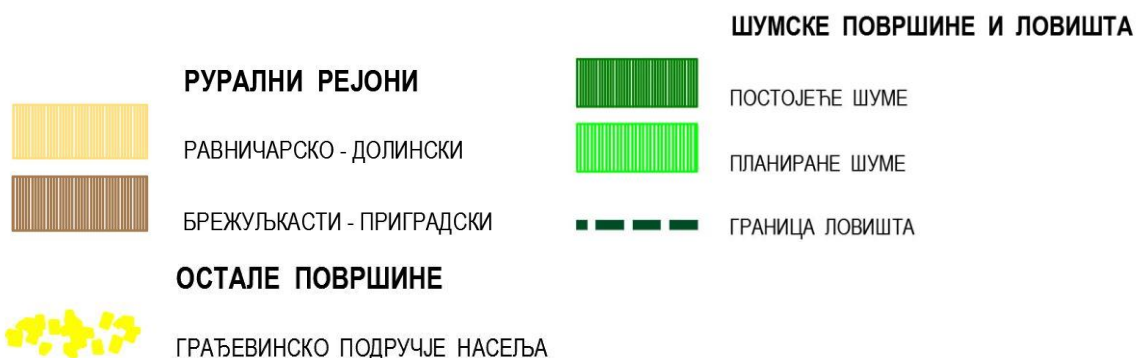 РУРАЛНИ РЕЈОНИ
РАВНИЧАРСКО - ДОЛИНСКИ
БРЕЖУЉКАСТИ - ПРИГРАДСКИ
ОСТАЛЕ ПОВРШИНЕ
ГРАЂЕВИНСКО ПОДРУЧЈЕ НАСЕЉА
ШУМСКЕ ПОВРШИНЕ И ЛОВИШТА
ПОСТОЈЕЋЕ ШУМЕ
ПЛАНИРАНЕ ШУМЕ
ГРАНИЦА ЛОВИШТА